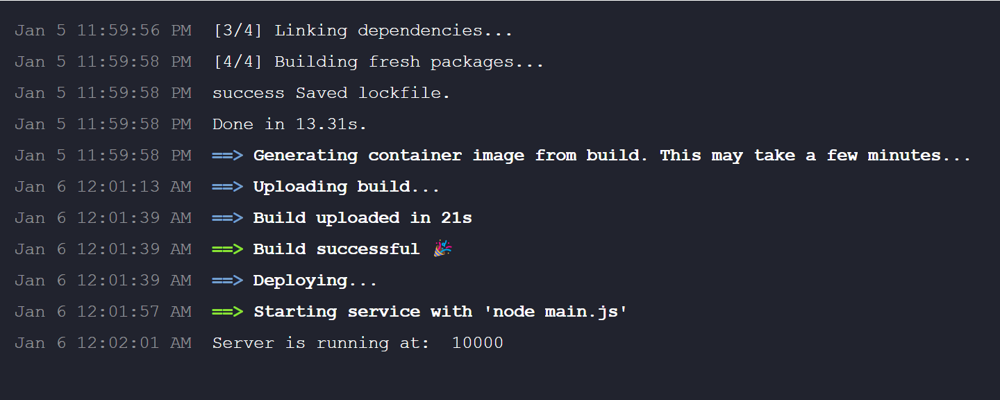 Jan 5 11:59:56 PM  [3/4] Linking dependencies...
Jan 5 11:59:58 PM  [4/4] Building fresh packages...
Jan 5 11:59:58 PM  success Saved lockfile.
Jan 5 11:59:58 PM  Done in 13.31s.
Jan 5 11:59:58 PM  ==> Generating container image from build. This may take a few minutes...
Jan 6 12:01:13 AM  ==> Uploading build...
Jan 6 12:01:39 AM  ==> Build uploaded in 21s
Jan 6 12:01:39 AM  ==> Build successful 🎉
Jan 6 12:01:39 AM  ==> Deploying...
Jan 6 12:01:57 AM  ==> Starting service with 'node main.js'
Jan 6 12:02:01 AM  Server is running at:  10000